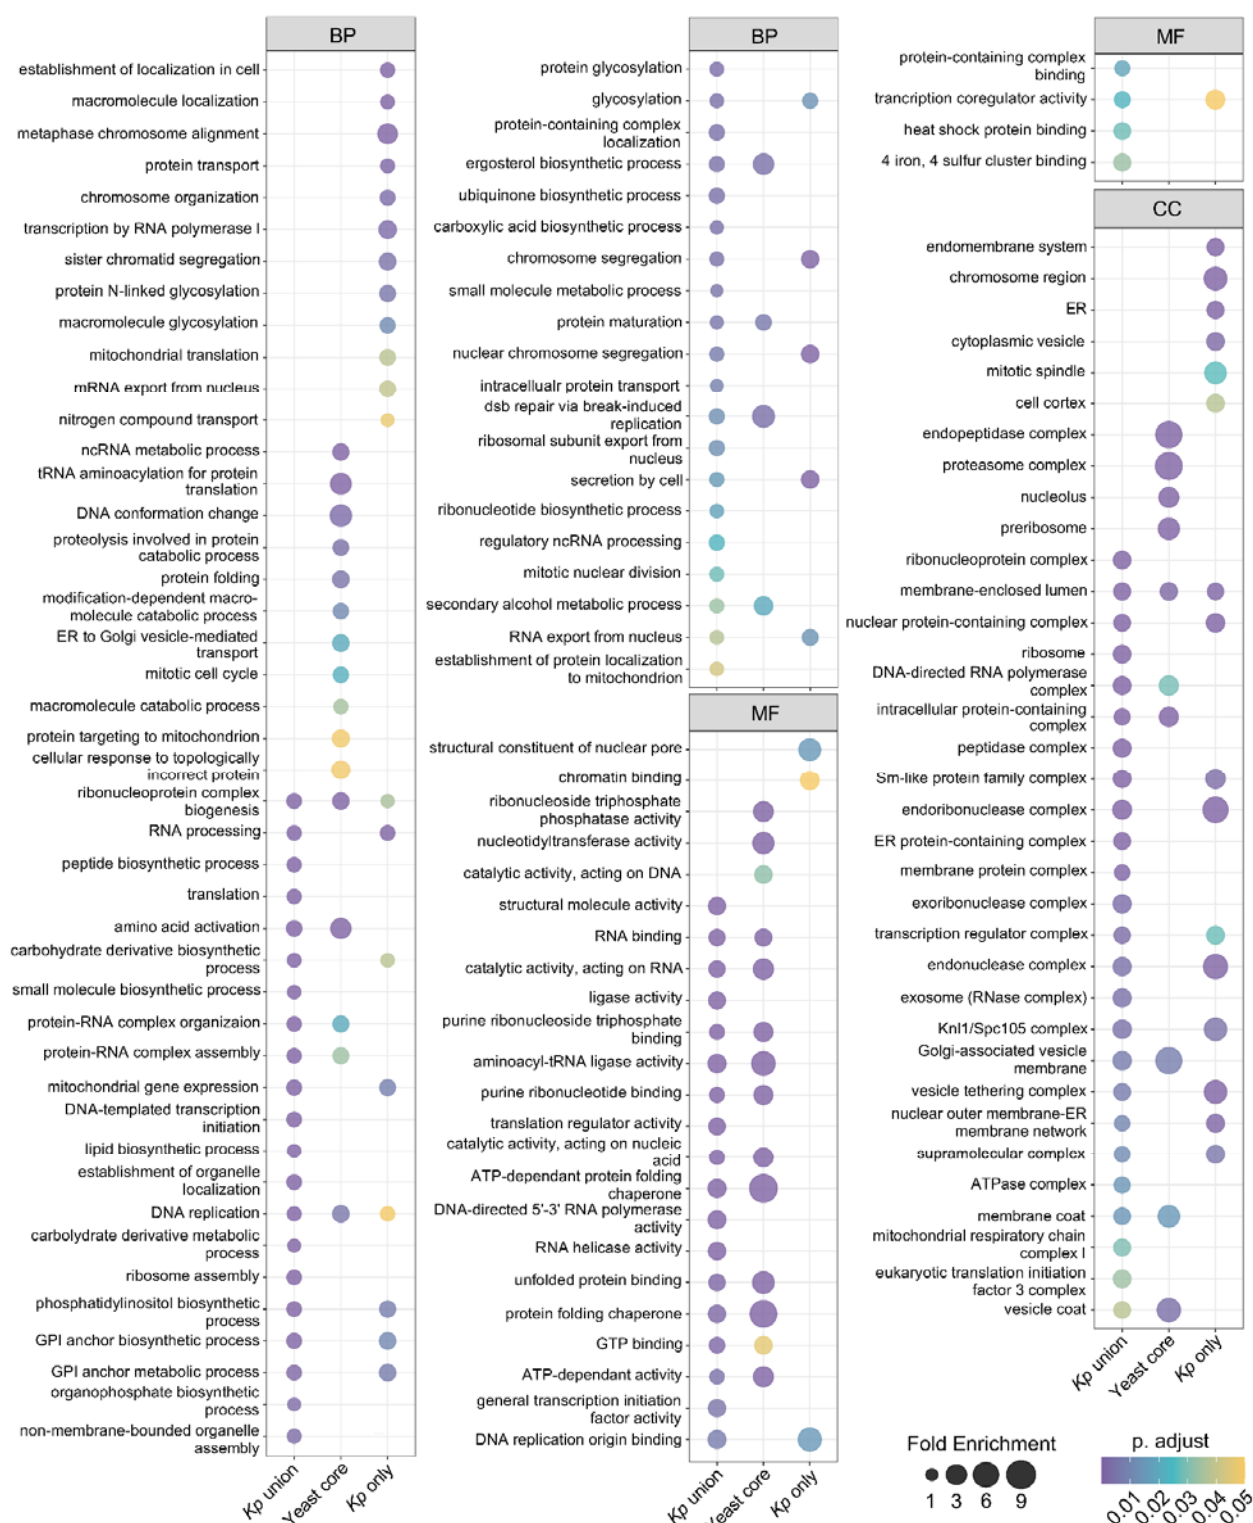 BP
establishment of localization in cell
macromolecule localization
metaphase chromosome alignment
protein transport
chromosome organization
transcription by RNA polymerase I
sister chromatid segregation
protein N-linked glycosylation
macromolecule glycosylation
mitochondrial translation
mRNA export from nucleus
nitrogen compound transport
ncRNA metabolic process
tRNA aminoacylation for protein
translation
DNA conformation change
proteolysis involved in protein
catabolic process
protein folding
modification-dependent macro-
molecule catabolic process
ER to Golgi vesicle-mediated
transport
mitotic cell cycle
macromolecule catabolic process
protein targeting to mitochondrion
cellular response to topologically
incorrect protein
ribonucleoprotein complex
biogenesis
RNA processing
peptide biosynthetic process
translation
amino acid activation
carbohydrate derivative biosynthetic
process
small molecule biosynthetic process
protein-RNA complex organizaion
protein-RNA complex assembly
mitochondrial gene expression
DNA-templated transcription
initiation
lipid biosynthetic process
establishment of organelle
localization
DNA replication
carbolydrate derivative metabolic
process
ribosome assembly
phosphatidylinositol biosynthetic
process
GPI anchor biosynthetic process
GPI anchor metabolic process
organophosphate biosynthetic
process
non-membrane-bounded organelle
assembly
Kp union
Yeast core
Kp only
BP
protein glycosylation
glycosylation
protein-containing complex
localization
ergosterol biosynthetic process
ubiquinone biosynthetic process
carboxylic acid biosynthetic process
chromosome segregation
small molecule metabolic process
protein maturation
nuclear chromosome segregation
intracellualr protein transport
dsb repair via break-induced
replication
ribosomal subunit export from
nucleus
secretion by cell
ribonucleotide biosynthetic process
regulatory ncRNA processing
mitotic nuclear division
secondary alcohol metabolic process
RNA export from nucleus
establishment of protein localization
to mitochondrion
MF
structural constituent of nuclear pore
chromatin binding
ribonucleoside triphosphate
phosphatase activity
nucleotidyltransferase activity
catalytic activity, acting on DNA
structural molecule activity
RNA binding
catalytic activity, acting on RNA
ligase activity
purine ribonucleoside triphosphate
binding
aminoacyl-tRNA ligase activity
purine ribonucleotide binding
translation regulator activity
catalytic activity, acting on nucleic
acid
ATP-dependant protein folding
chaperone
DNA-directed 5'-3' RNA polymerase
activity
RNA helicase activity
unfolded protein binding
protein folding chaperone
GTP binding
ATP-dependant activity
general transcription initiation
factor activity
DNA replication origin binding
Kp union
Yeast core
Kp only
MF
protein-containing complex
binding
trancription coregulator activity
heat shock protein binding
4 iron, 4 sulfur cluster binding
CC
endomembrane system
chromosome region
ER
cytoplasmic vesicle
mitotic spindle
cell cortex
endopeptidase complex
proteasome complex
nucleolus
preribosome
ribonucleoprotein complex
membrane-enclosed lumen
nuclear protein-containing complex
ribosome
DNA-directed RNA polymerase
complex
intracellular protein-containing
complex
peptidase complex
Sm-like protein family complex
endoribonuclease complex
ER protein-containing complex
membrane protein complex
exoribonuclease complex
transcription regulator complex
endonuclease complex
exosome (RNase complex)
Knl1/Spc105 complex
Golgi-associated vesicle
membrane
vesicle tethering complex
nuclear outer membrane-ER
membrane network
supramolecular complex
ATPase complex
membrane coat
mitochondrial respiratory chain
complex I
eukaryotic translation initiation
factor 3 complex
vesicle coat
Kp union
Yeast core
Kp only
Fold Enrichment
1 3 6 9
p. adjust
0.01 0.02 0.03 0.04 0.05